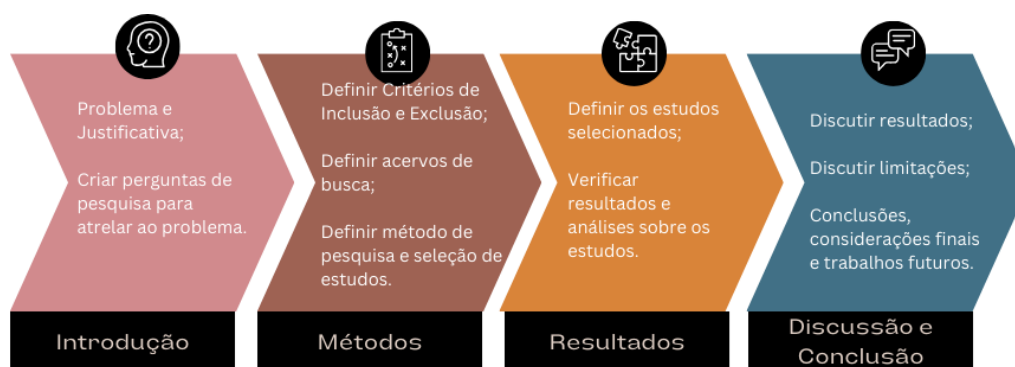 Problema e
Justificativa;
Criar perguntas de
pesquisa para
atrelar ao problema.
Introdução
Definir Critérios de
Inclusão e Exclusão;
Definir acervos de
busca;
Definir método de
pesquisa e seleção de
estudos.
Métodos
Definir os estudos
selecionados;
Verificar
resultados e
análises sobre os
estudos.
Resultados
Discutir resultados;
Discutir limitações;
Conclusões,
considerações finais
e trabalhos futuros.
Discussão e
Conclusão